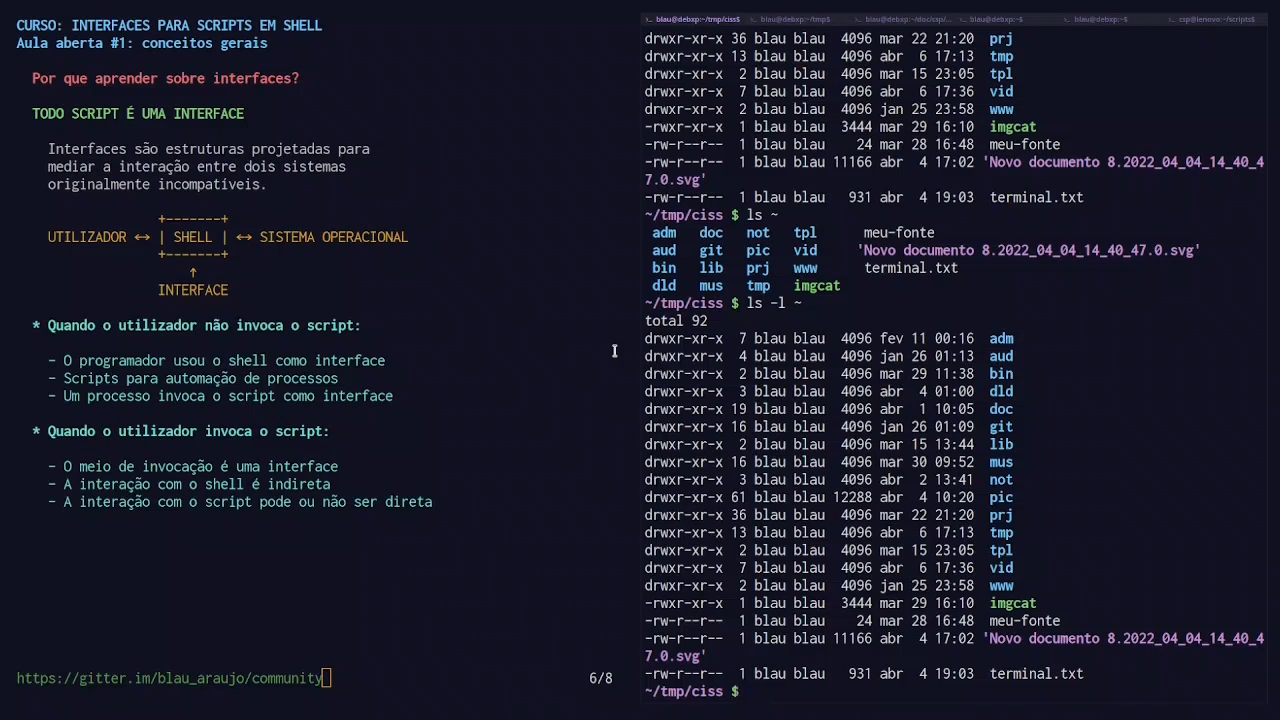 CURSO: INTERFACES PARA SCRIPTS EM SHELL
Aula aberta #1: conceitos gerais
Por que aprender sobre interfaces?
TODO SCRIPT É UMA INTERFACE
Interfaces são estruturas projetadas para
mediar a interação entre dois sistemas
originalmente incompatíveis.
+-------+
UTILIZADOR ↔ | SHELL | ↔ SISTEMA OPERACIONAL
+-------+
↑
INTERFACE
* Quando o utilizador não invoca o script:
- O programador usou o shell como interface
- Scripts para automação de processos
- Um processo invoca o script como interface
* Quando o utilizador invoca o script:
- O meio de invocação é uma interface
- A interação com o shell é indireta
- A interação com o script pode ou não ser direta
https://gitter.im/blau_araujo/community
6/8
blau@debxp:~/tmp/ciss$ blau@debxp:~/tmp$ blau@debxp:~/doc/csp/... blau@debxp:~$ blau@debxp:~$ csp@lenovo:~/scripts$
drwxr-xr-x 36 blau blau  4096 mar 22 21:20  prj
drwxr-xr-x 13 blau blau  4096 abr  6 17:13  tmp
drwxr-xr-x  2 blau blau  4096 mar 15 23:05  tpl
drwxr-xr-x  7 blau blau  4096 abr  6 17:36  vid
drwxr-xr-x  2 blau blau  4096 jan 25 23:58  www
-rwxr-xr-x  1 blau blau  3444 mar 29 16:10  imgcat
-rw-r--r--  1 blau blau    24 mar 28 16:48  meu-fonte
-rw-r--r--  1 blau blau 11166 abr  4 17:02 'Novo documento 8.2022_04_04_14_40_4
7.0.svg'
-rw-r--r--  1 blau blau   931 abr  4 19:03  terminal.txt
~/tmp/ciss $ ls ~
adm   doc   not   tpl      meu-fonte
aud   git   pic   vid     'Novo documento 8.2022_04_04_14_40_47.0.svg'
bin   lib   prj   www      terminal.txt
dld   mus   tmp   imgcat
~/tmp/ciss $ ls -l ~
total 92
drwxr-xr-x  7 blau blau  4096 fev 11 00:16  adm
drwxr-xr-x  4 blau blau  4096 jan 26 01:13  aud
drwxr-xr-x  2 blau blau  4096 mar 29 11:38  bin
drwxr-xr-x  3 blau blau  4096 abr  4 01:00  dld
drwxr-xr-x 19 blau blau  4096 abr  1 10:05  doc
drwxr-xr-x 16 blau blau  4096 jan 26 01:09  git
drwxr-xr-x  2 blau blau  4096 mar 15 13:44  lib
drwxr-xr-x 16 blau blau  4096 mar 30 09:52  mus
drwxr-xr-x  3 blau blau  4096 abr  2 13:41  not
drwxr-xr-x 61 blau blau 12288 abr  4 10:20  pic
drwxr-xr-x 36 blau blau  4096 mar 22 21:20  prj
drwxr-xr-x 13 blau blau  4096 abr  6 17:13  tmp
drwxr-xr-x  2 blau blau  4096 mar 15 23:05  tpl
drwxr-xr-x  7 blau blau  4096 abr  6 17:36  vid
drwxr-xr-x  2 blau blau  4096 jan 25 23:58  www
-rwxr-xr-x  1 blau blau  3444 mar 29 16:10  imgcat
-rw-r--r--  1 blau blau    24 mar 28 16:48  meu-fonte
-rw-r--r--  1 blau blau 11166 abr  4 17:02 'Novo documento 8.2022_04_04_14_40_4
7.0.svg'
-rw-r--r--  1 blau blau   931 abr  4 19:03  terminal.txt
~/tmp/ciss $